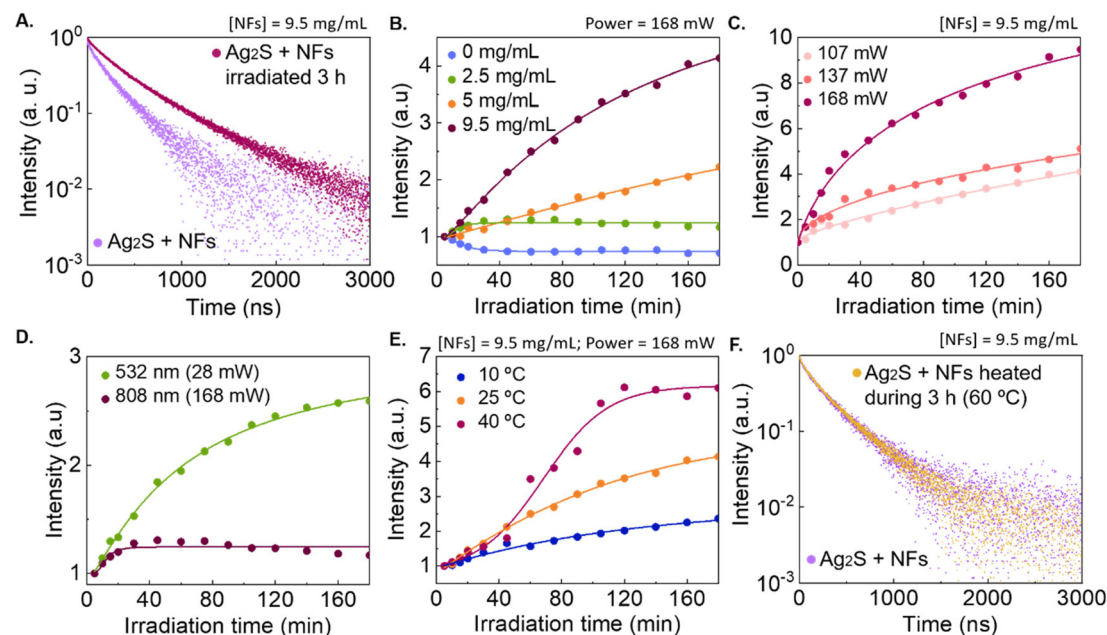 A.
[NFs] = 9.5 mg/mL
Ag2S + NFs
irradiated 3 h
Ag2S + NFs
10^0
10^-1
10^-2
10^-3
Intensity (a. u.)
0 1000 2000 3000
Time (ns)
B.
Power = 168 mW
0 mg/mL
2.5 mg/mL
5 mg/mL
9.5 mg/mL
4
3
2
1
Intensity (a.u)
0 40 80 120 160
Irradiation time (min)
C.
[NFs] = 9.5 mg/mL
107 mW
137 mW
168 mW
10
8
6
4
2
0
Intensity (a.u)
0 40 80 120 160
Irradiation time (min)
D.
532 nm (28 mW)
808 nm (168 mW)
3
2
1
Intensity (a.u.)
0 40 80 120 160
Irradiation time (min)
E.
[NFs] = 9.5 mg/mL; Power = 168 mW
10 ºC
25 ºC
40 ºC
7
6
5
4
3
2
1
Intensity (a.u.)
0 40 80 120 160
Irradiation time (min)
F.
[NFs] = 9.5 mg/mL
Ag2S + NFs heated
during 3 h (60 ºC)
Ag2S + NFs
10^0
10^-1
10^-2
10^-3
Intensity (a.u.)
0 1000 2000 3000
Time (ns)